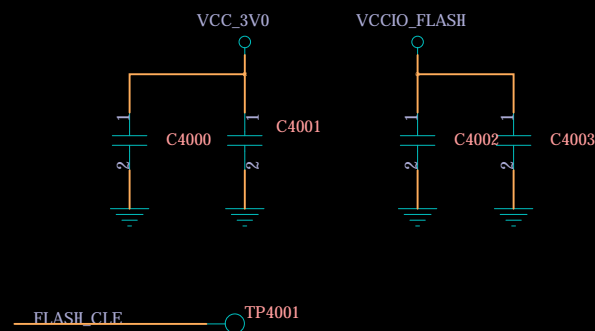 VCC_3V0 VCCIO_FLASH
1 1 1 1
C4000 C4001 C4002 C4003
2 2 2 2
FLASH_CLE TP4001